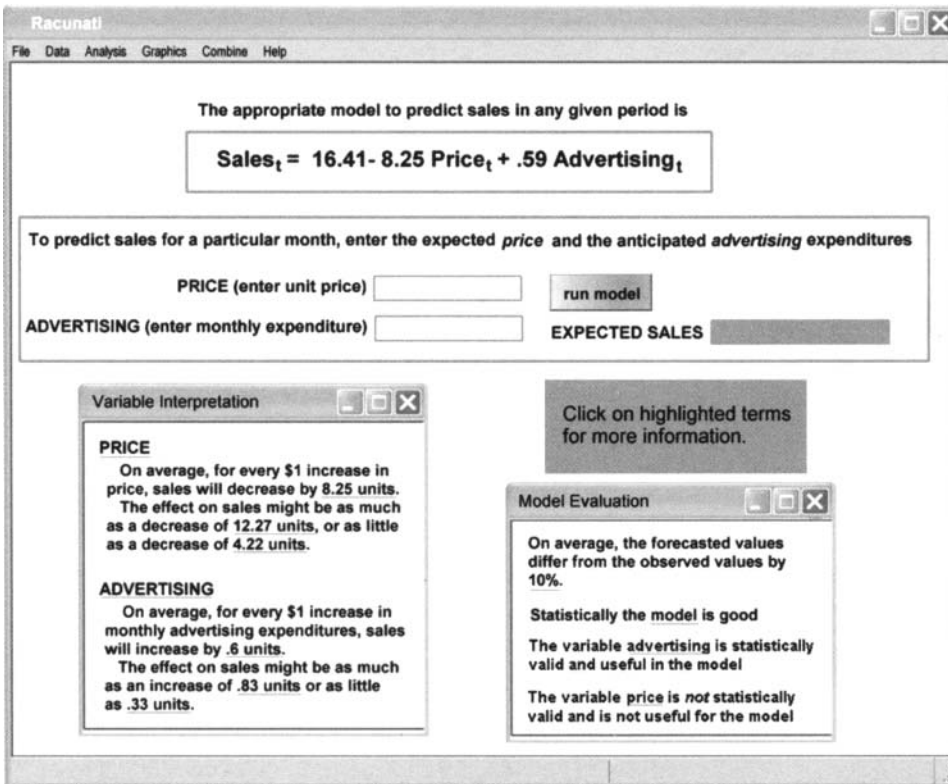 Racunati
File Data Analysis Graphics Combine Help
The appropriate model to predict sales in any given period is
Salesₜ = 16.41- 8.25 Priceₜ + .59 Advertisingₜ
To predict sales for a particular month, enter the expected price and the anticipated advertising expenditures
PRICE (enter unit price)
run model
ADVERTISING (enter monthly expenditure)
EXPECTED SALES
Variable Interpretation
PRICE
On average, for every $1 increase in
price, sales will decrease by 8.25 units.
The effect on sales might be as much
as a decrease of 12.27 units, or as little
as a decrease of 4.22 units.
ADVERTISING
On average, for every $1 increase in
monthly advertising expenditures, sales
will increase by .6 units.
The effect on sales might be as much
as an increase of .83 units or as little
as .33 units.
Click on highlighted terms
for more information.
Model Evaluation
On average, the forecasted values
differ from the observed values by
10%.
Statistically the model is good
The variable advertising is statistically
valid and useful in the model
The variable price is not statistically
valid and is not useful for the model